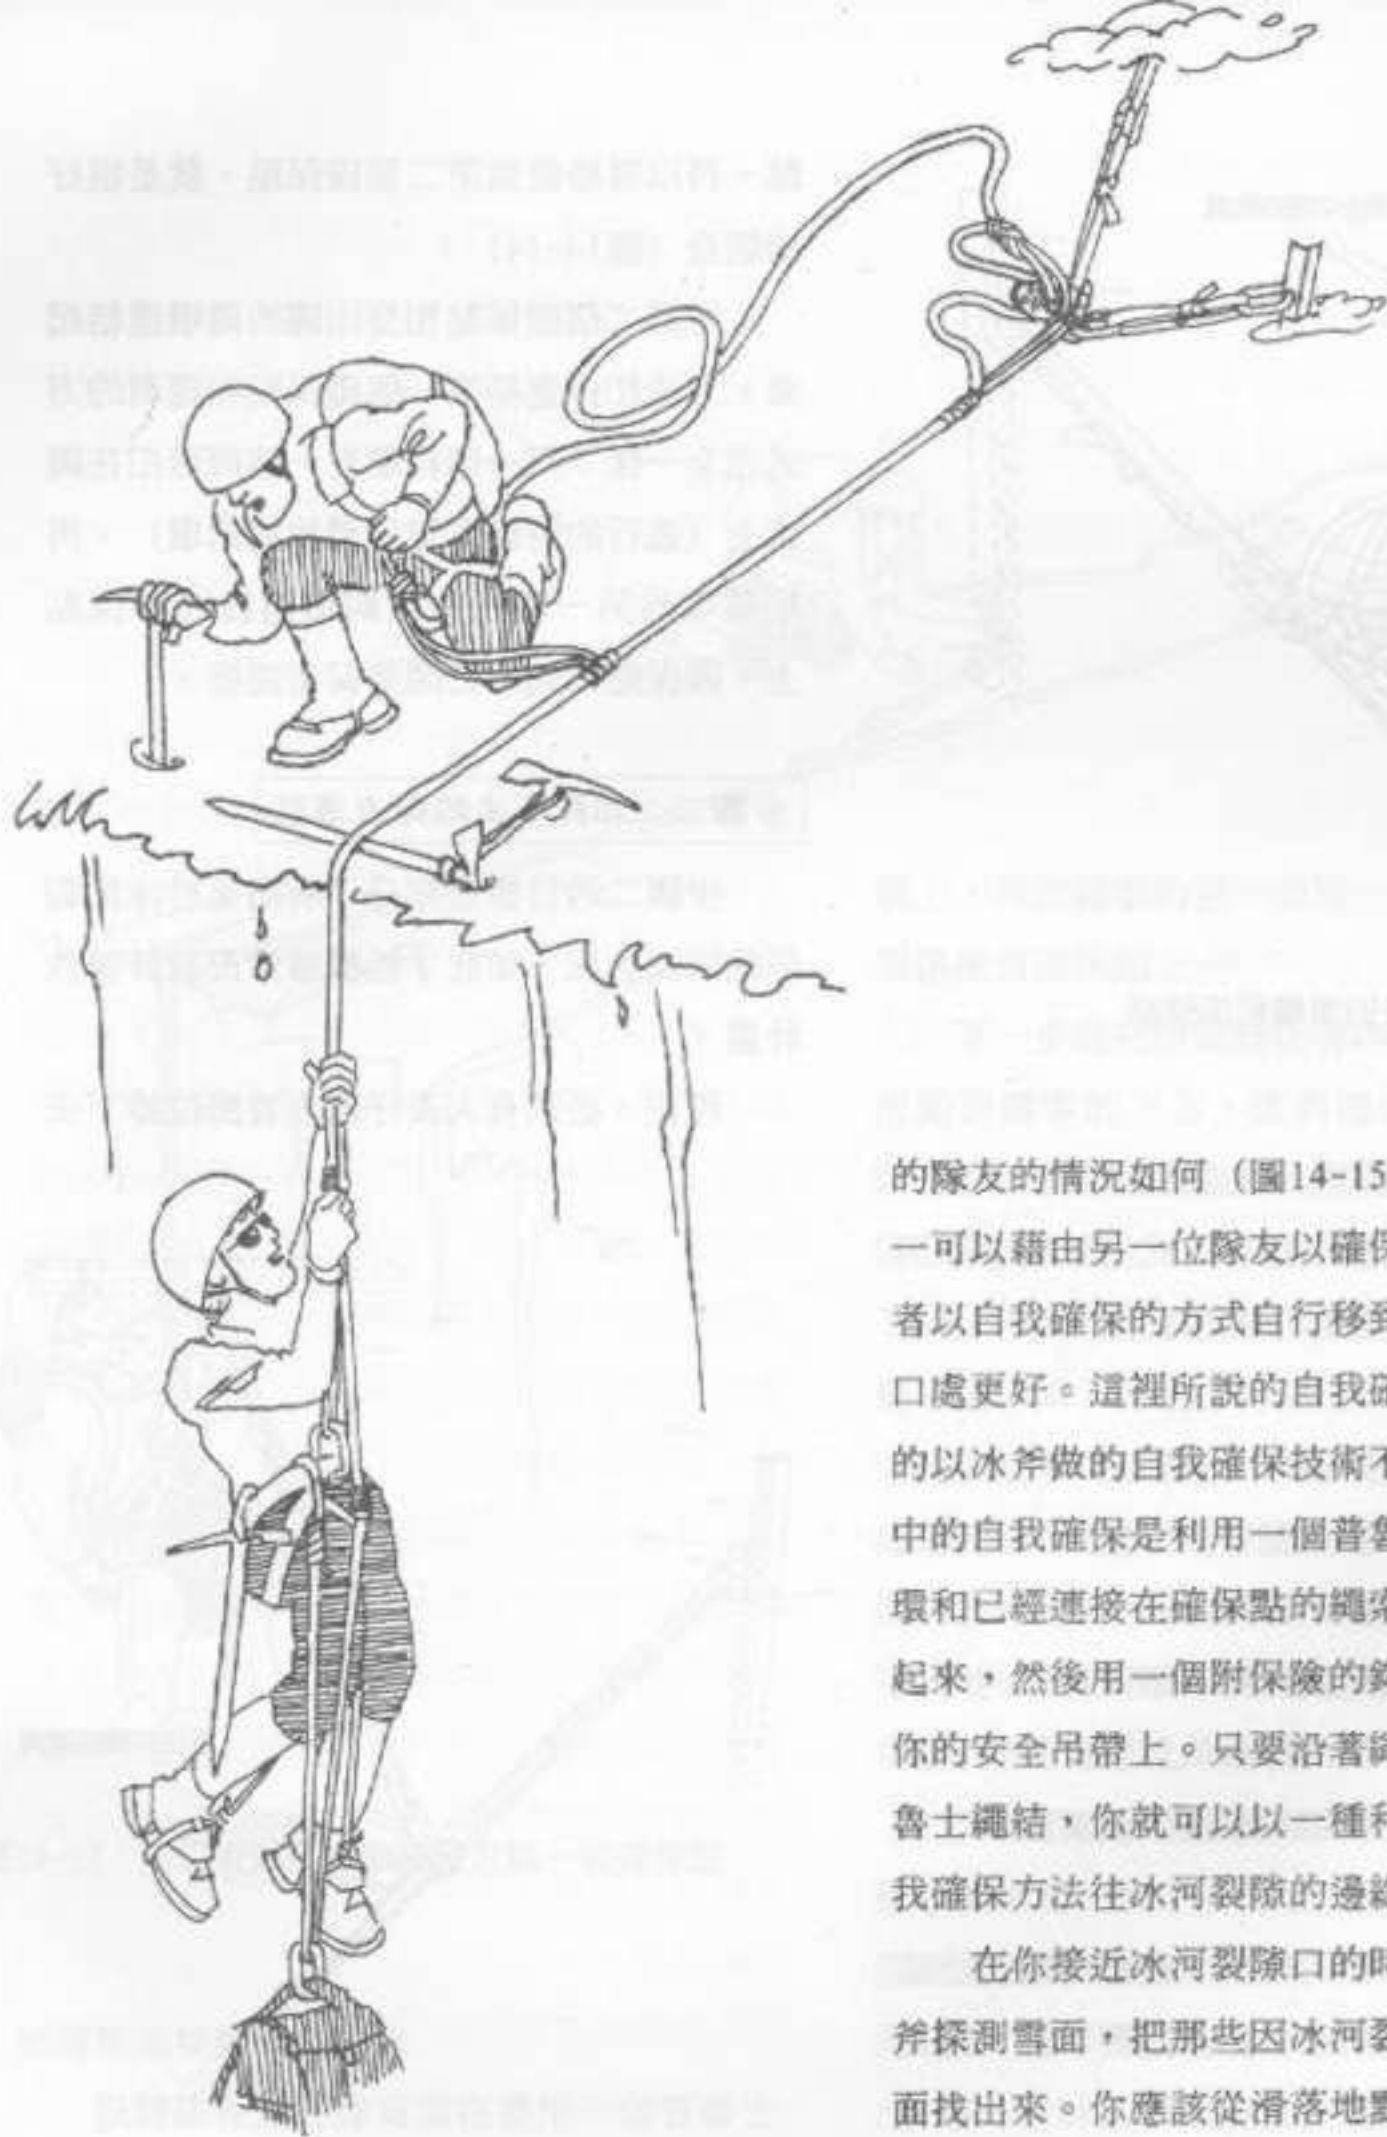 的隊友的情況如何（圖14-15
一可以藉由另一位隊友以確保
者以自我確保的方式自行移到
口處更好。這裡所說的自我確
的以冰斧做的自我確保技術不
中的自我確保是利用一個普魯
環和已經連接在確保點的繩索
起來，然後用一個附保險的鉤
你的安全吊帶上。只要沿著繩
魯士繩結，你就可以以一種
我確保方法往冰河裂隙的邊緣
在你接近冰河裂隙口的時
斧探測雪面，把那些因冰河裂
面找出來。你應該從滑落地點